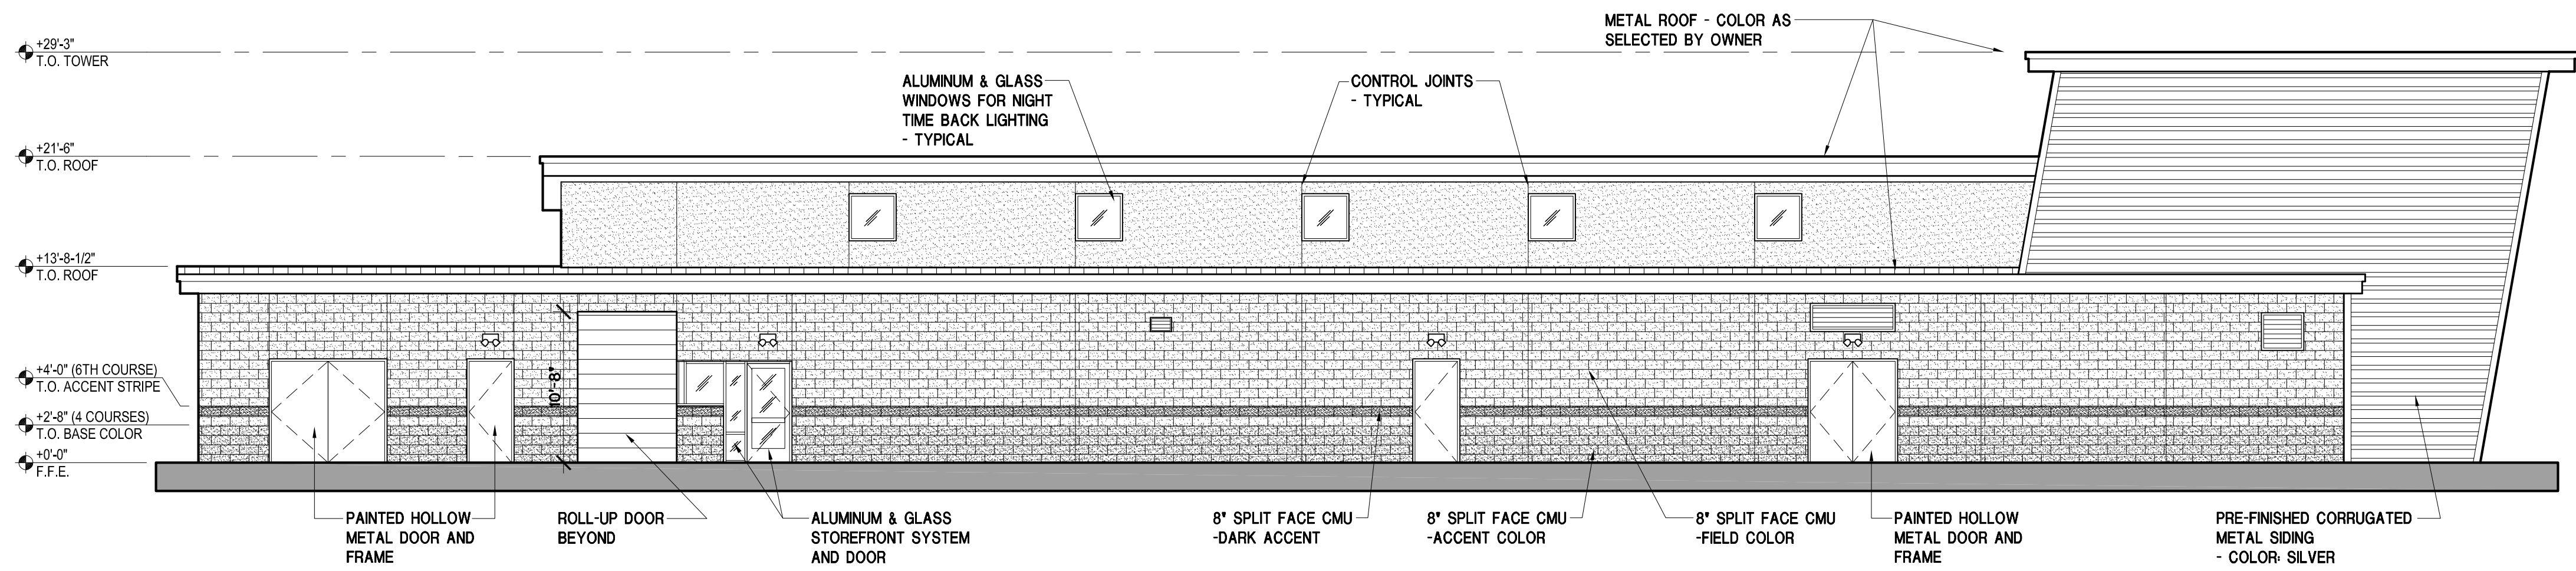 METAL ROOF - COLOR AS
SELECTED BY OWNER
+29'-3"
T.O. TOWER
ALUMINUM & GLASS
WINDOWS FOR NIGHT
TIME BACK LIGHTING
- TYPICAL
CONTROL JOINTS
- TYPICAL
+21'-6"
T.O. ROOF
+13'-8-1/2"
T.O. ROOF
+4'-0" (6TH COURSE)
T.O. ACCENT STRIPE
+2'-8" (4 COURSES)
T.O. BASE COLOR
+0'-0"
F.F.E.
10'-8"
PAINTED HOLLOW
METAL DOOR AND
FRAME
ROLL-UP DOOR
BEYOND
ALUMINUM & GLASS
STOREFRONT SYSTEM
AND DOOR
8" SPLIT FACE CMU
-DARK ACCENT
8" SPLIT FACE CMU
-ACCENT COLOR
8" SPLIT FACE CMU
-FIELD COLOR
PAINTED HOLLOW
METAL DOOR AND
FRAME
PRE-FINISHED CORRUGATED
METAL SIDING
- COLOR: SILVER